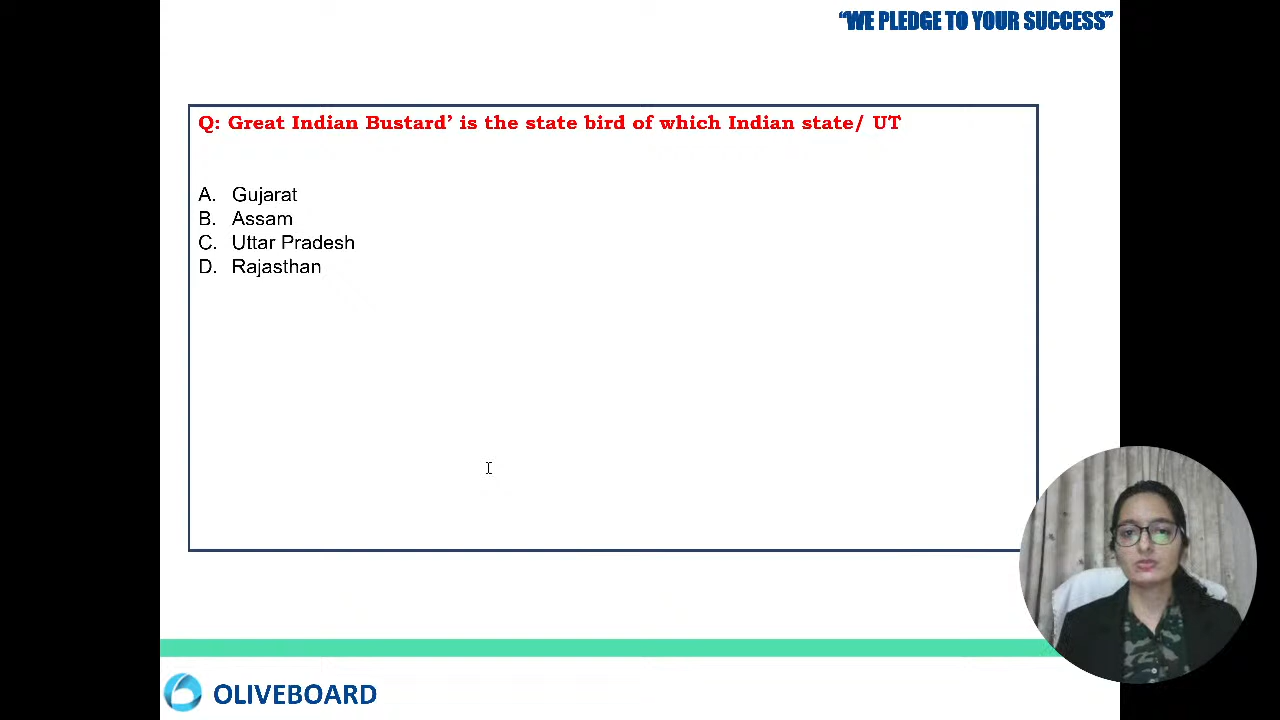 “WE PLEDGE TO YOUR SUCCESS”
Q: Great Indian Bustard’ is the state bird of which Indian state/ UT
A. Gujarat
B. Assam
C. Uttar Pradesh
D. Rajasthan
OLIVEBOARD